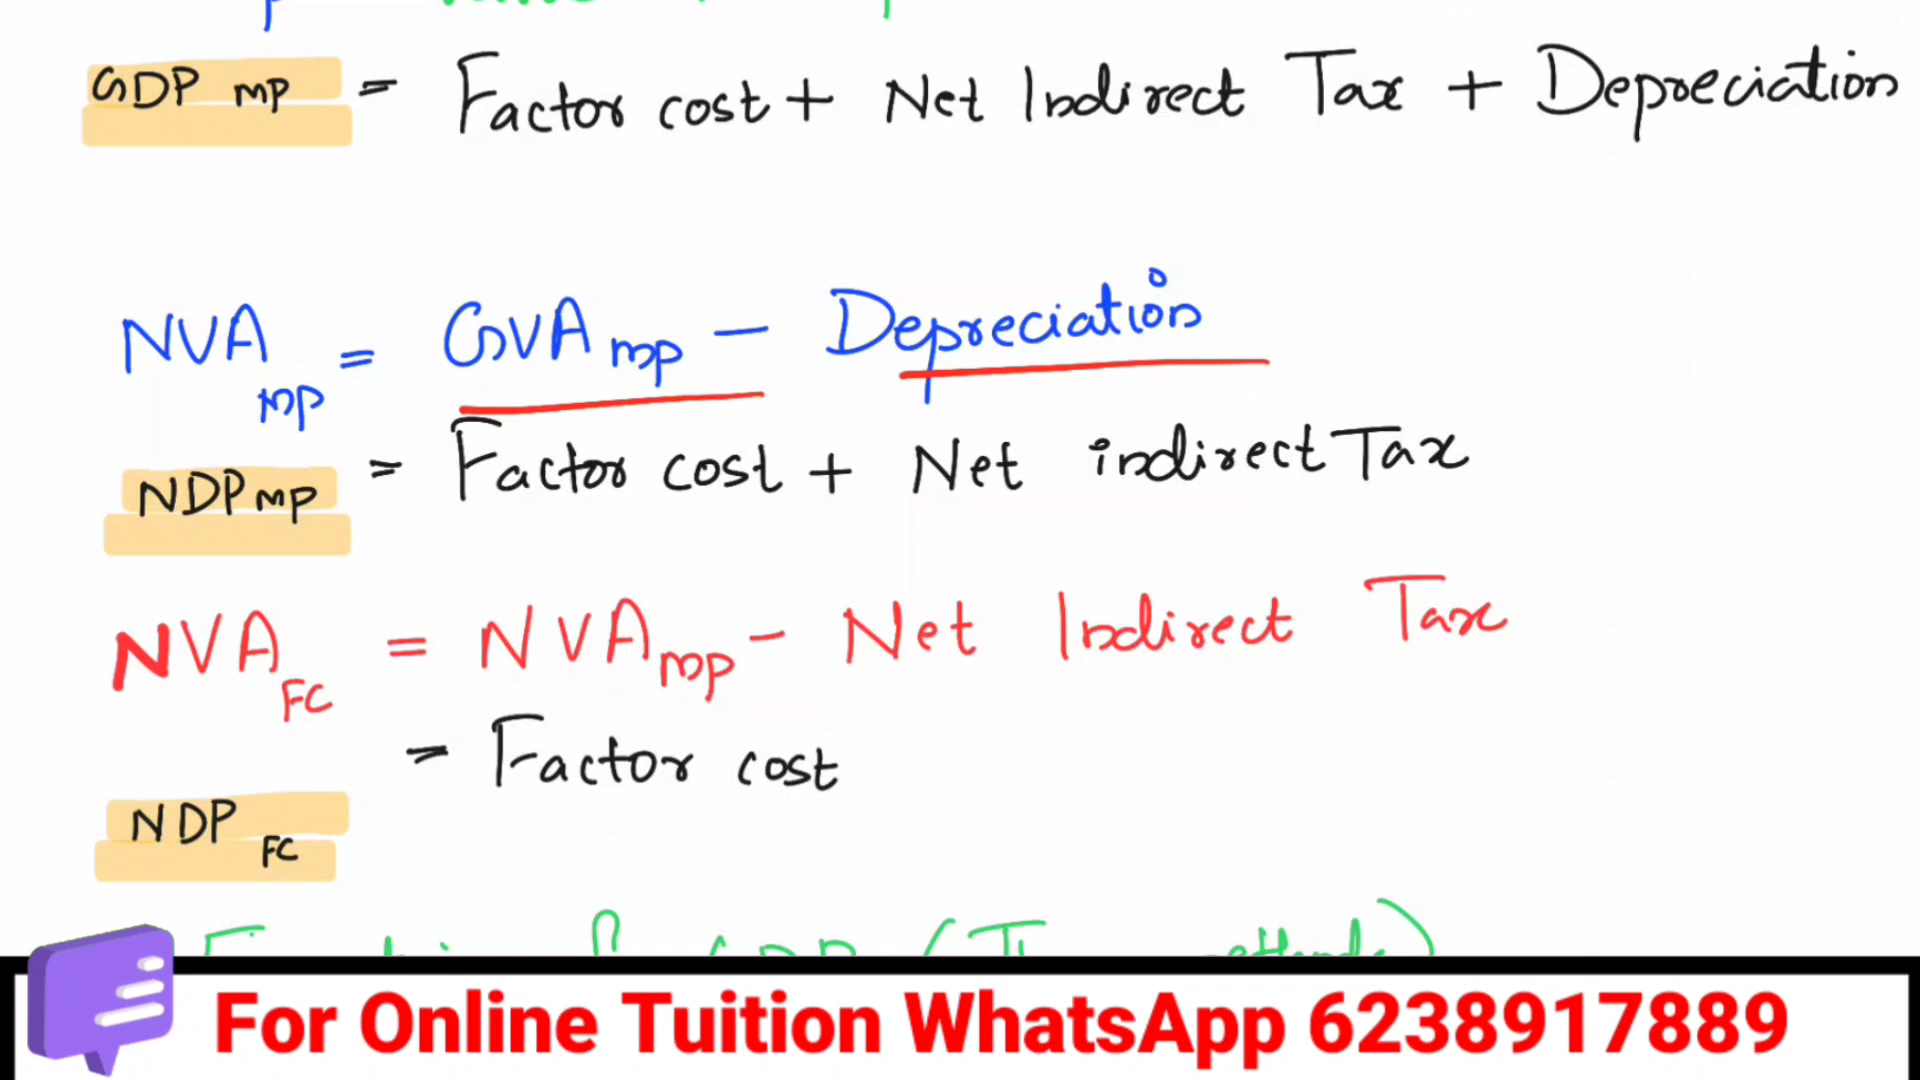 GDP MP = Factor cost + Net Indirect Tax + Depreciation
NVA MP = GVA MP - Depreciation
NDP MP = Factor cost + Net indirect Tax
NVA FC = NVA MP - Net Indirect Tax
= Factor cost
NDP FC
For Online Tuition WhatsApp 6238917889